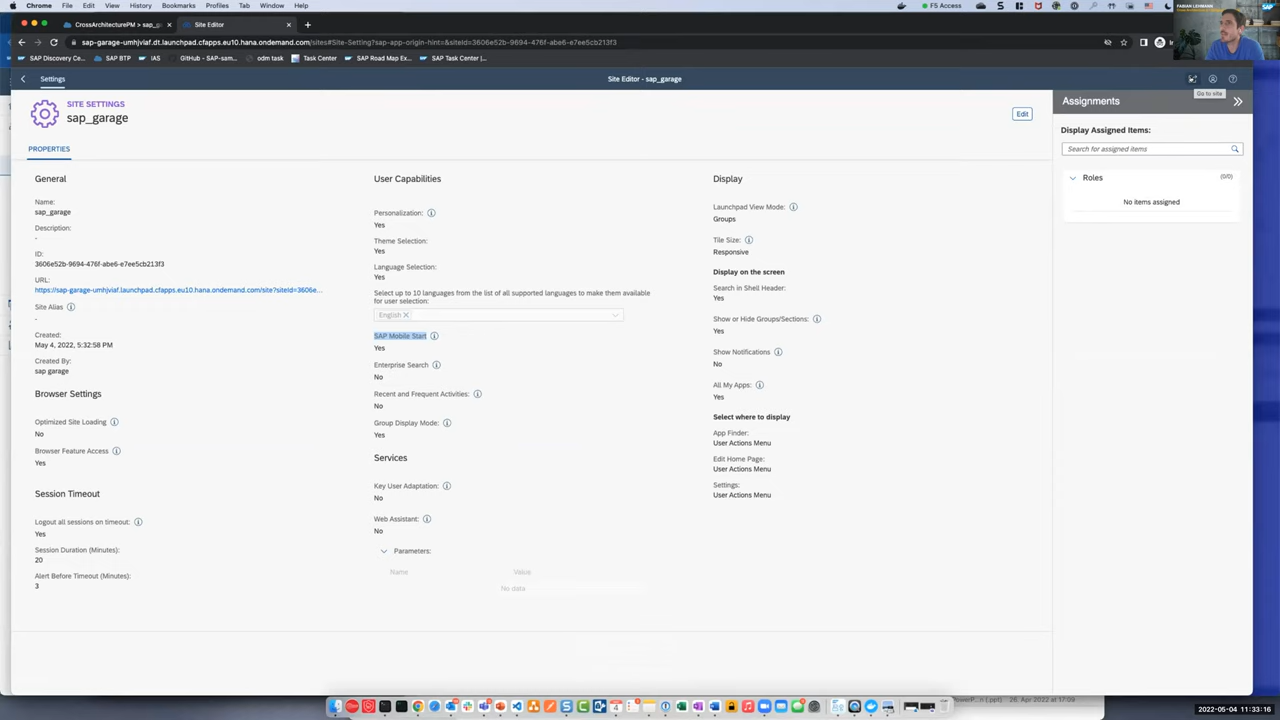 Chrome File Edit View History Bookmarks Profiles Tab Window Help
F5 Access
FABIAN LEHMANN
SAP
CrossArchitecturePM > sap_g
Site Editor
sap-garage-umhjviaf.dt.launchpad.cfapps.eu10.hana.ondemand.com/sites#Site-Setting?sap-app-origin-hint=&siteId=3606e52b-9694-476f-abe6-e7ee5cb213f3
SAP Discovery Ce... SAP BTP IAS GitHub - SAP-sam... odm task Task Center SAP Road Map Ex... SAP Task Center |...
Settings
Site Editor - sap_garage
Go to site
SITE SETTINGS
sap_garage
Edit
PROPERTIES
General
Name:
sap_garage
Description:
-
ID:
3606e52b-9694-476f-abe6-e7ee5cb213f3
URL:
https://sap-garage-umhjviaf.launchpad.cfapps.eu10.hana.ondemand.com/site?siteId=3606e...
Site Alias
-
Created:
May 4, 2022, 5:32:58 PM
Created By:
sap garage
Browser Settings
Optimized Site Loading
No
Browser Feature Access
Yes
Session Timeout
Logout all sessions on timeout:
Yes
Session Duration (Minutes):
20
Alert Before Timeout (Minutes):
3
User Capabilities
Personalization:
Yes
Theme Selection:
Yes
Language Selection:
Yes
Select up to 10 languages from the list of all supported languages to make them available
for user selection:
English
SAP Mobile Start
Yes
Enterprise Search
No
Recent and Frequent Activities:
No
Group Display Mode:
Yes
Services
Key User Adaptation:
No
Web Assistant:
No
Parameters:
Name Value
No data
Display
Launchpad View Mode:
Groups
Tile Size:
Responsive
Display on the screen
Search in Shell Header:
Yes
Show or Hide Groups/Sections:
Yes
Show Notifications
No
All My Apps:
Yes
Select where to display
App Finder:
User Actions Menu
Edit Home Page:
User Actions Menu
Settings:
User Actions Menu
Assignments
Display Assigned Items:
Search for assigned items
Roles (0/0)
No items assigned
26. Apr 2022 at 17:09
2022-05-04 11:33:16